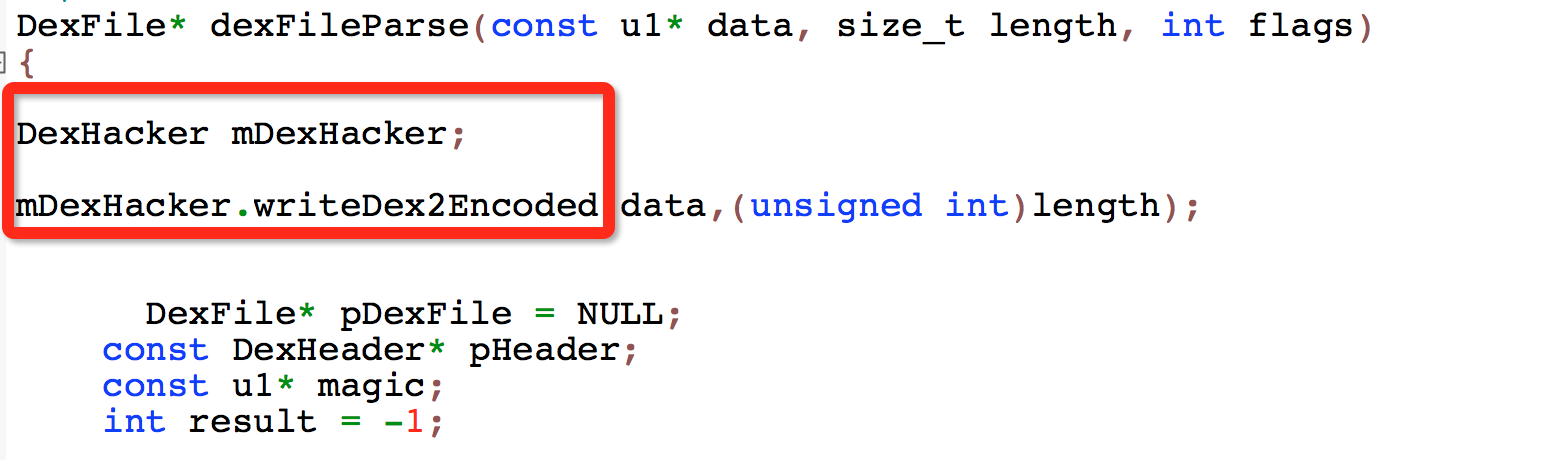 DexFile* dexFileParse(const u1* data, size_t length, int flags)
{
DexHacker mDexHacker;
mDexHacker.writeDex2Encoded data,(unsigned int)length);
DexFile* pDexFile = NULL;
const DexHeader* pHeader;
const u1* magic;
int result = -1;